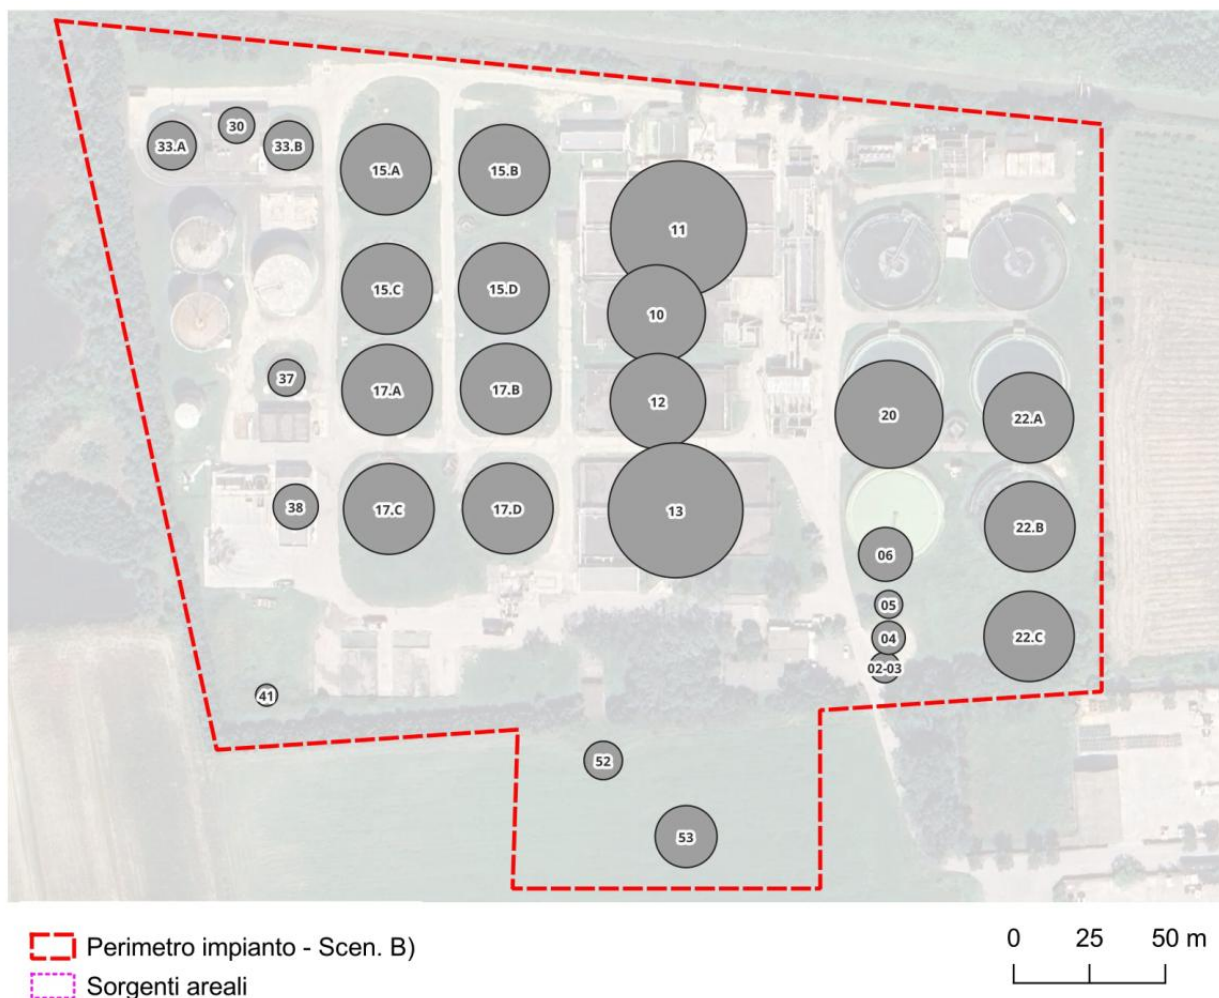 30
33.A
33.B
15.A
15.B
11
15.C
15.D
10
37
17.A
17.B
12
20
22.A
38
17.C
17.D
13
22.B
06
05
04
22.C
02-03
41
52
53
Perimetro impianto - Scen. B)
Sorgenti areali
0 25 50 m